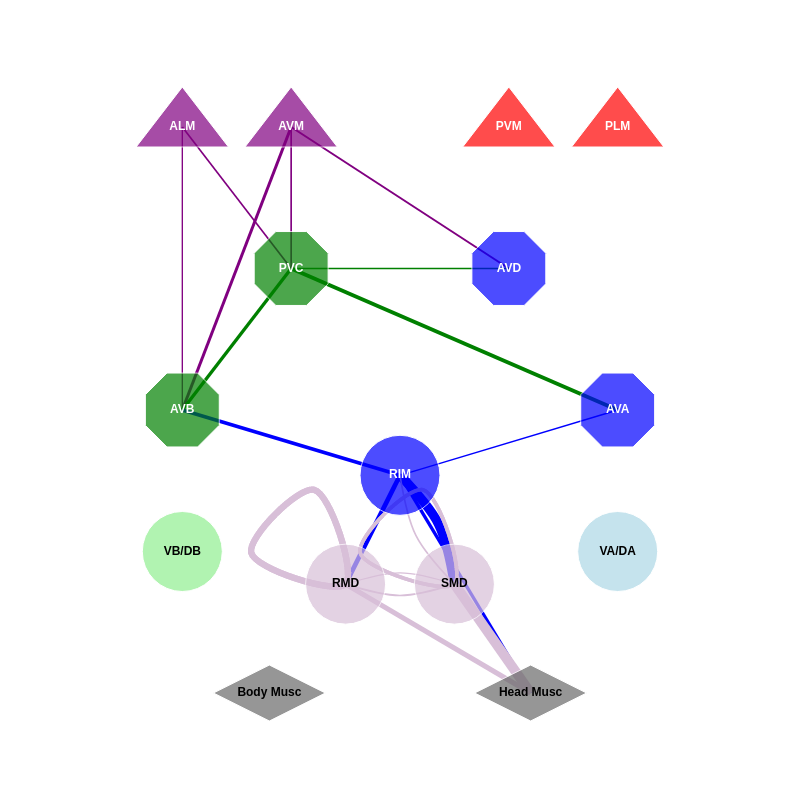 ALM
AVM
PVM
PLM
PVC
AVD
AVB
AVA
RIM
VB/DB
VA/DA
RMD
SMD
Body Musc
Head Musc